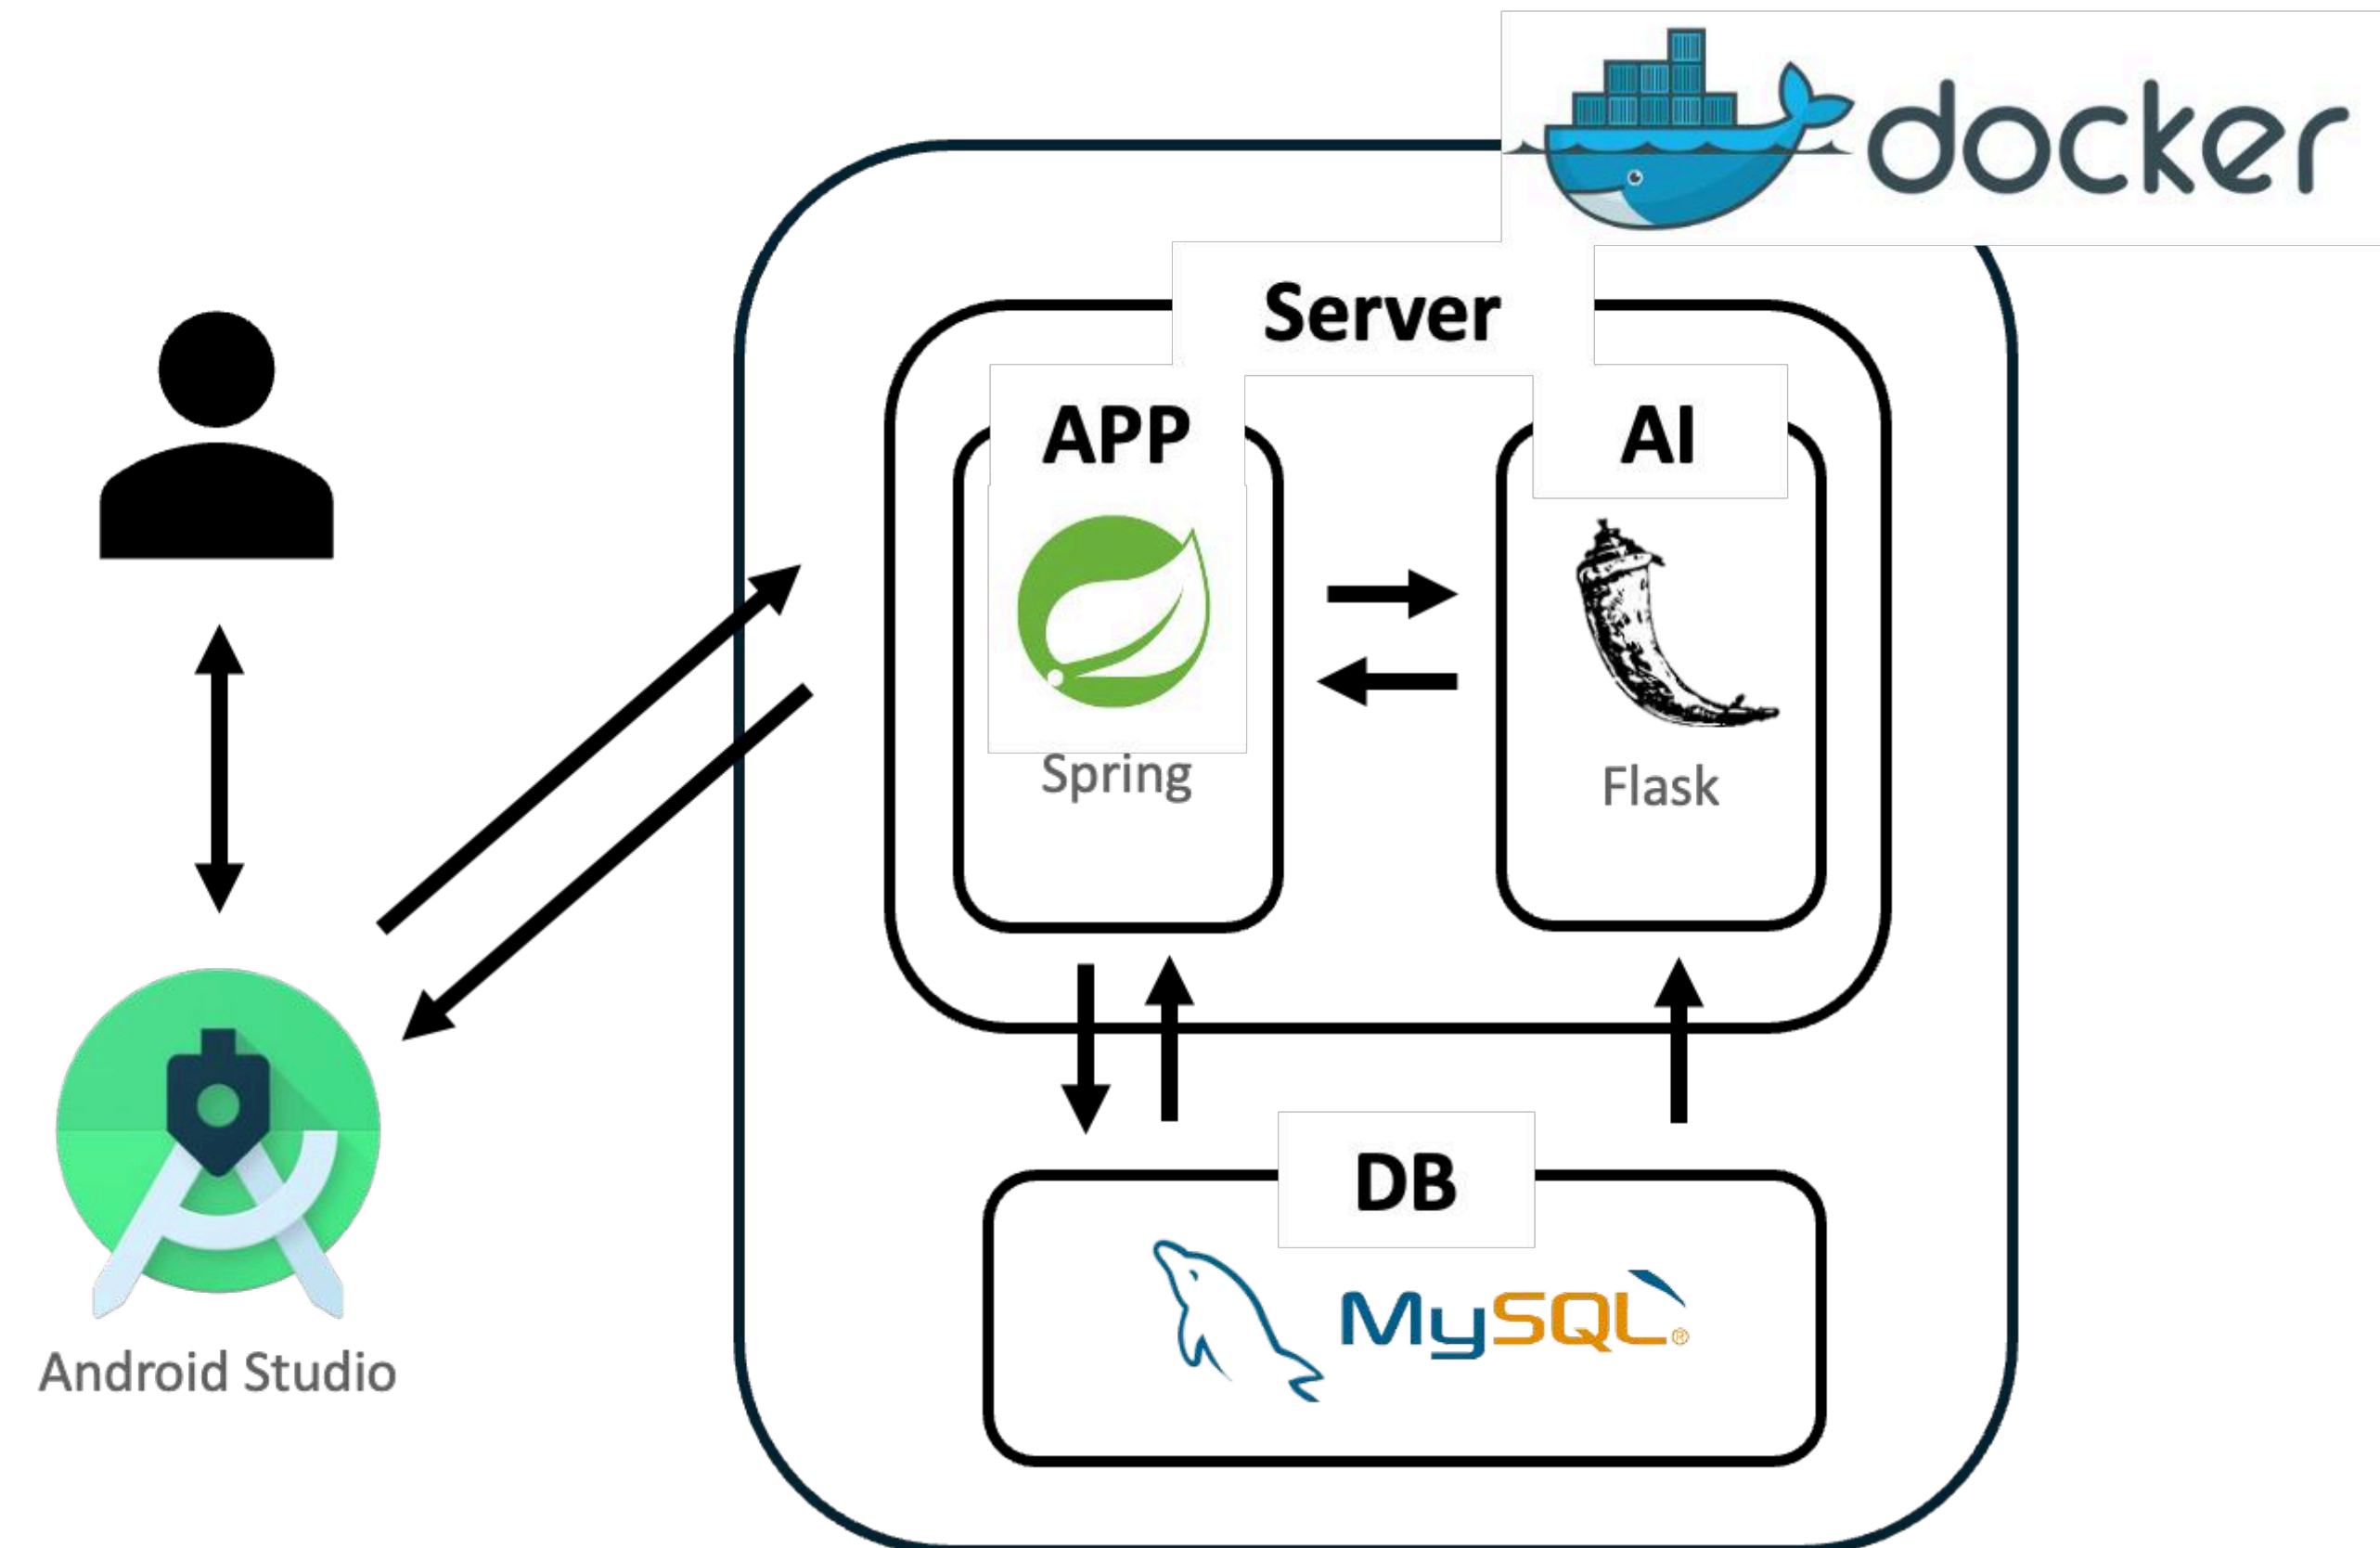 docker
Server
APP
AI
Spring
Flask
DB
MySQL®
Android Studio